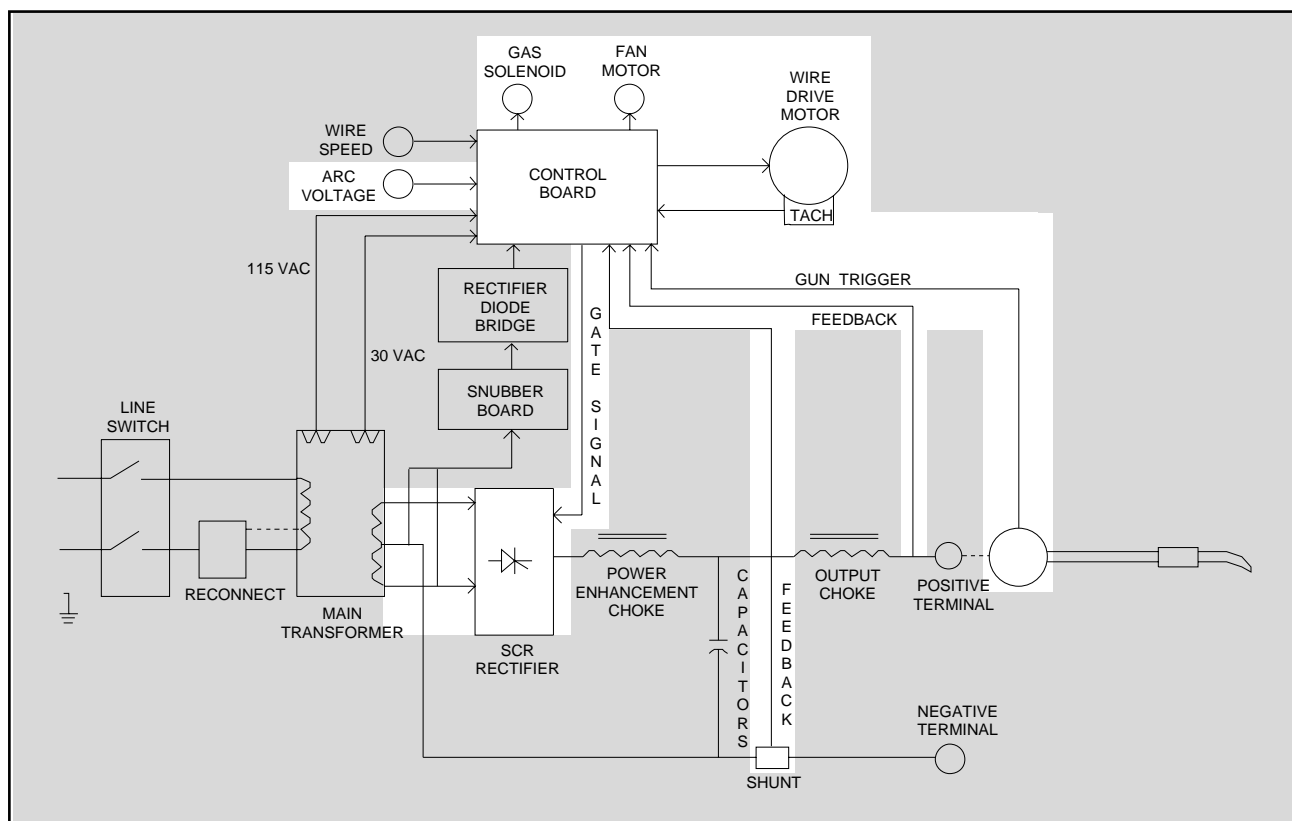 GAS
SOLENOID
FAN
MOTOR
WIRE
DRIVE
MOTOR
WIRE
SPEED
ARC
VOLTAGE
CONTROL
BOARD
TACH
115 VAC
RECTIFIER
DIODE
BRIDGE
30 VAC
SNUBBER
BOARD
GATE SIGNAL
GUN TRIGGER
FEEDBACK
LINE
SWITCH
RECONNECT
MAIN
TRANSFORMER
SCR
RECTIFIER
POWER
ENHANCEMENT
CHOKE
CAPACITORS
FEEDBACK
OUTPUT
CHOKE
POSITIVE
TERMINAL
NEGATIVE
TERMINAL
SHUNT